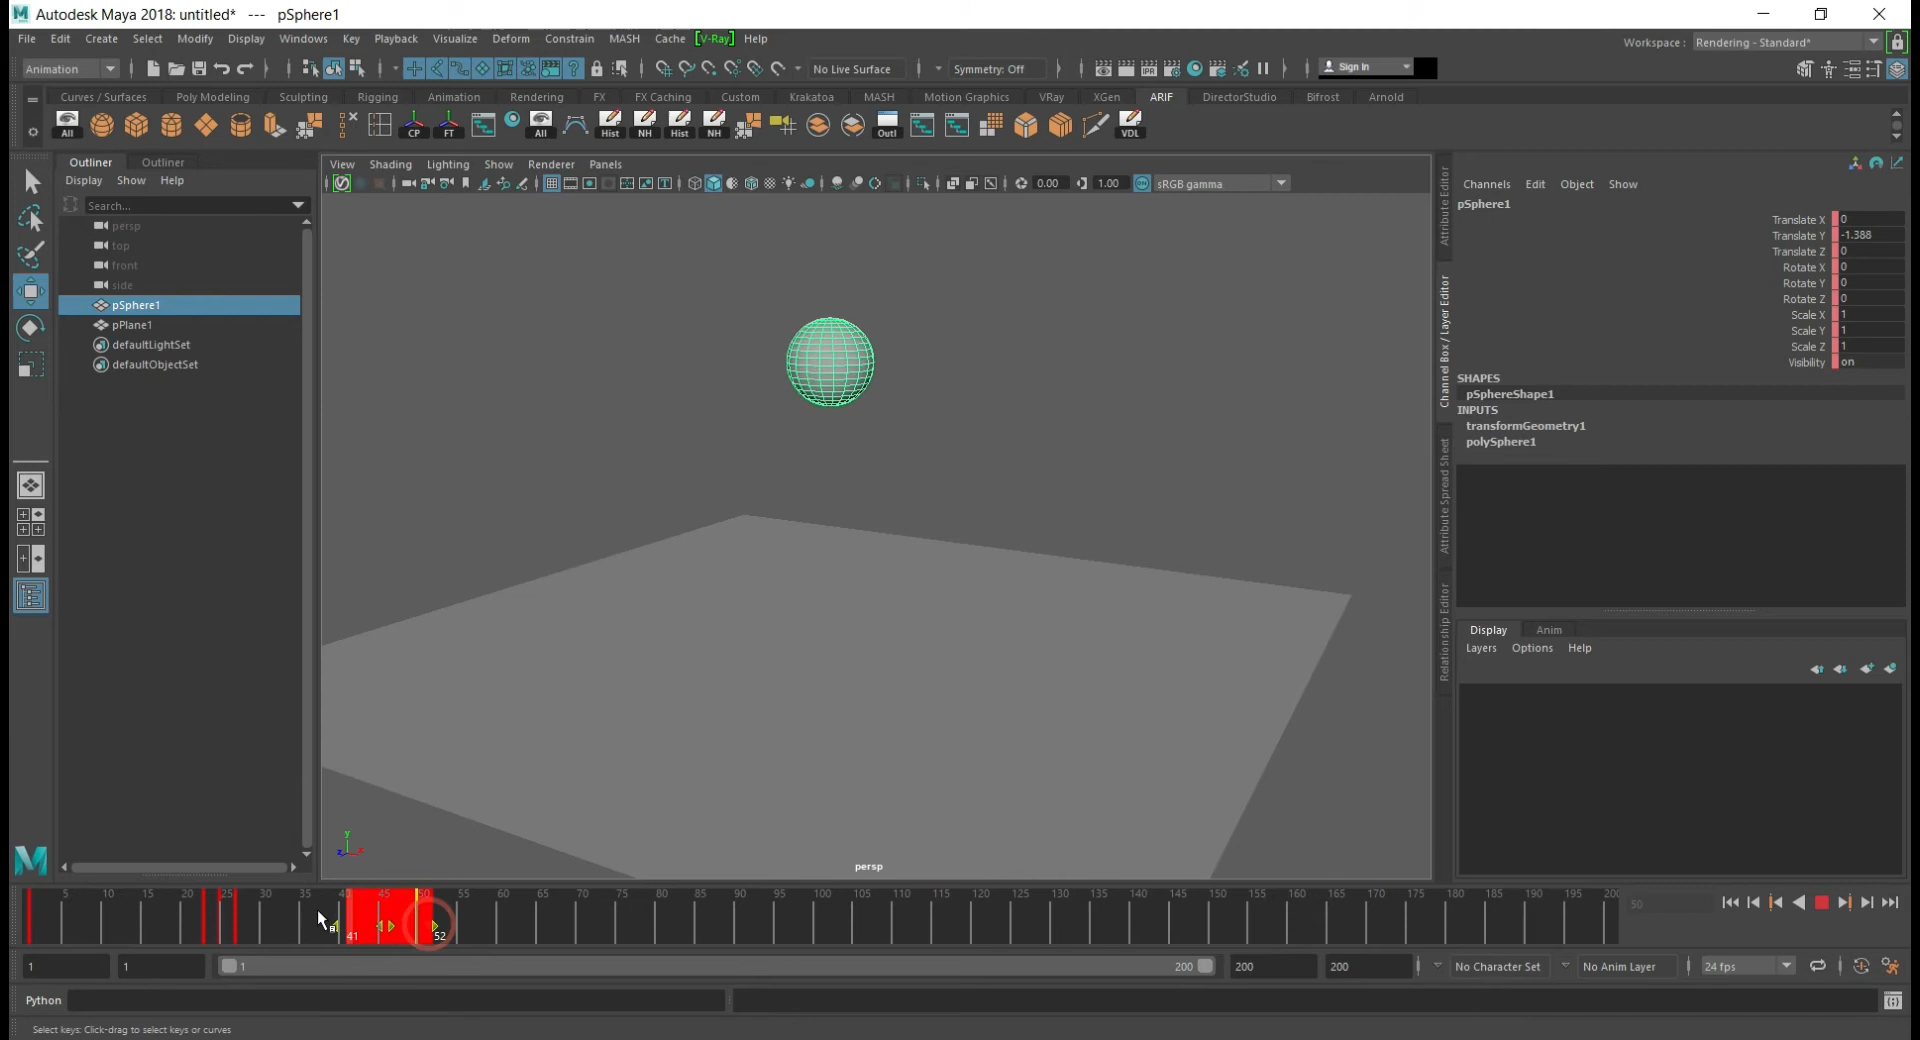 Autodesk Maya 2018: untitled*   ---   pSphere1
File Edit Create Select Modify Display Windows Key Playback Visualize Deform Constrain MASH Cache [V-Ray] Help
Workspace : Rendering - Standard*
Animation
No Live Surface
Symmetry: Off
Sign In
Curves / Surfaces Poly Modeling Sculpting Rigging Animation Rendering FX FX Caching Custom Krakatoa MASH Motion Graphics VRay XGen ARIF DirectorStudio Bifrost Arnold
All CP FT All Hist NH Hist NH Outl VDL
Outliner Outliner
Display Show Help
Search...
persp
top
front
side
pSphere1
pPlane1
defaultLightSet
defaultObjectSet
View Shading Lighting Show Renderer Panels
0.00 1.00 ON sRGB gamma
persp
y
z x
Attribute Editor
Channel Box / Layer Editor
Attribute Spread Sheet
Relationship Editor
Channels Edit Object Show
pSphere1
Translate X 0
Translate Y -1.388
Translate Z 0
Rotate X 0
Rotate Y 0
Rotate Z 0
Scale X 1
Scale Y 1
Scale Z 1
Visibility on
SHAPES
pSphereShape1
INPUTS
transformGeometry1
polySphere1
Display Anim
Layers Options Help
5 10 15 20 25 30 35 40 45 50 55 60 65 70 75 80 85 90 95 100 105 110 115 120 125 130 135 140 145 150 155 160 165 170 175 180 185 190 195 200
50
41 52
1 1 1 200 200 200
No Character Set No Anim Layer 24 fps
Python
Select keys: Click-drag to select keys or curves